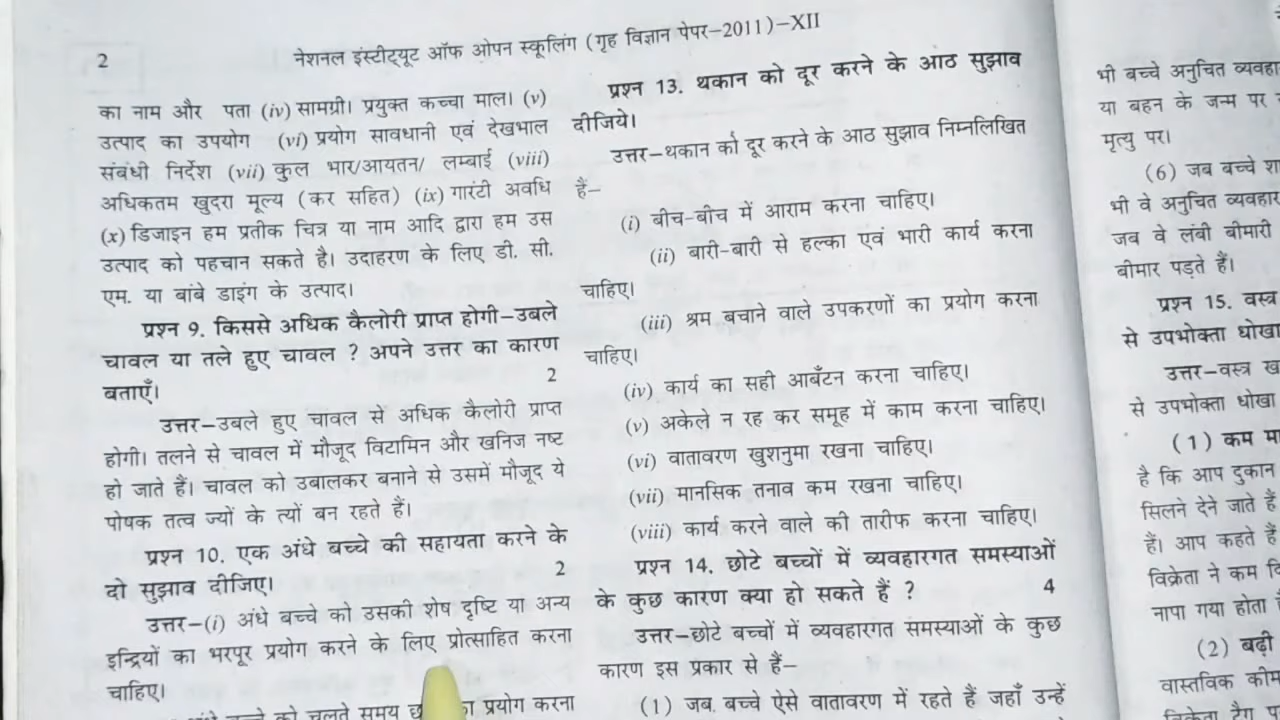 2
नेशनल इंस्टीट्यूट ऑफ ओपन स्कूलिंग (गृह विज्ञान पेपर–2011)–XII
का नाम और पता (iv) सामग्री। प्रयुक्त कच्चा माल। (v)
उत्पाद का उपयोग (vi) प्रयोग सावधानी एवं देखभाल
संबंधी निर्देश (vii) कुल भार/आयतन/ लम्बाई (viii)
अधिकतम खुदरा मूल्य (कर सहित) (ix) गारंटी अवधि
(x) डिजाइन हम प्रतीक चित्र या नाम आदि द्वारा हम उस
उत्पाद को पहचान सकते है। उदाहरण के लिए डी. सी.
एम. या बांबे डाइंग के उत्पाद।
प्रश्न 9. किससे अधिक कैलोरी प्राप्त होगी–उबले
चावल या तले हुए चावल ? अपने उत्तर का कारण
बताएँ। 2
उत्तर–उबले हुए चावल से अधिक कैलोरी प्राप्त
होगी। तलने से चावल में मौजूद विटामिन और खनिज नष्ट
हो जाते हैं। चावल को उबालकर बनाने से उसमें मौजूद ये
पोषक तत्व ज्यों के त्यों बन रहते हैं।
प्रश्न 10. एक अंधे बच्चे की सहायता करने के
दो सुझाव दीजिए। 2
उत्तर–(i) अंधे बच्चे को उसकी शेष दृष्टि या अन्य
इन्द्रियों का भरपूर प्रयोग करने के लिए प्रोत्साहित करना
चाहिए।
अंधे बच्चे को चलते समय का प्रयोग करना
प्रश्न 13. थकान को दूर करने के आठ सुझाव
दीजिये।
उत्तर–थकान को दूर करने के आठ सुझाव निम्नलिखित
हैं–
(i) बीच-बीच में आराम करना चाहिए।
(ii) बारी-बारी से हल्का एवं भारी कार्य करना
चाहिए।
(iii) श्रम बचाने वाले उपकरणों का प्रयोग करना
चाहिए।
(iv) कार्य का सही आबँटन करना चाहिए।
(v) अकेले न रह कर समूह में काम करना चाहिए।
(vi) वातावरण खुशनुमा रखना चाहिए।
(vii) मानसिक तनाव कम रखना चाहिए।
(viii) कार्य करने वाले की तारीफ करना चाहिए।
प्रश्न 14. छोटे बच्चों में व्यवहारगत समस्याओं
के कुछ कारण क्या हो सकते हैं ? 4
उत्तर–छोटे बच्चों में व्यवहारगत समस्याओं के कुछ
कारण इस प्रकार से हैं–
(1) जब बच्चे ऐसे वातावरण में रहते हैं जहाँ उन्हें
भी बच्चे अनुचित व्यवहा
या बहन के जन्म पर
मृत्यु पर।
(6) जब बच्चे शा
भी वे अनुचित व्यवहार
जब वे लंबी बीमारी
बीमार पड़ते हैं।
प्रश्न 15. वस्त्र
से उपभोक्ता धोखा
उत्तर–वस्त्र ख
से उपभोक्ता धोखा
(1) कम मा
है कि आप दुकान
सिलने देने जाते हैं
हैं। आप कहते हैं
विक्रेता ने कम
नापा गया होता है
(2) बढ़ी
वास्तविक कीम